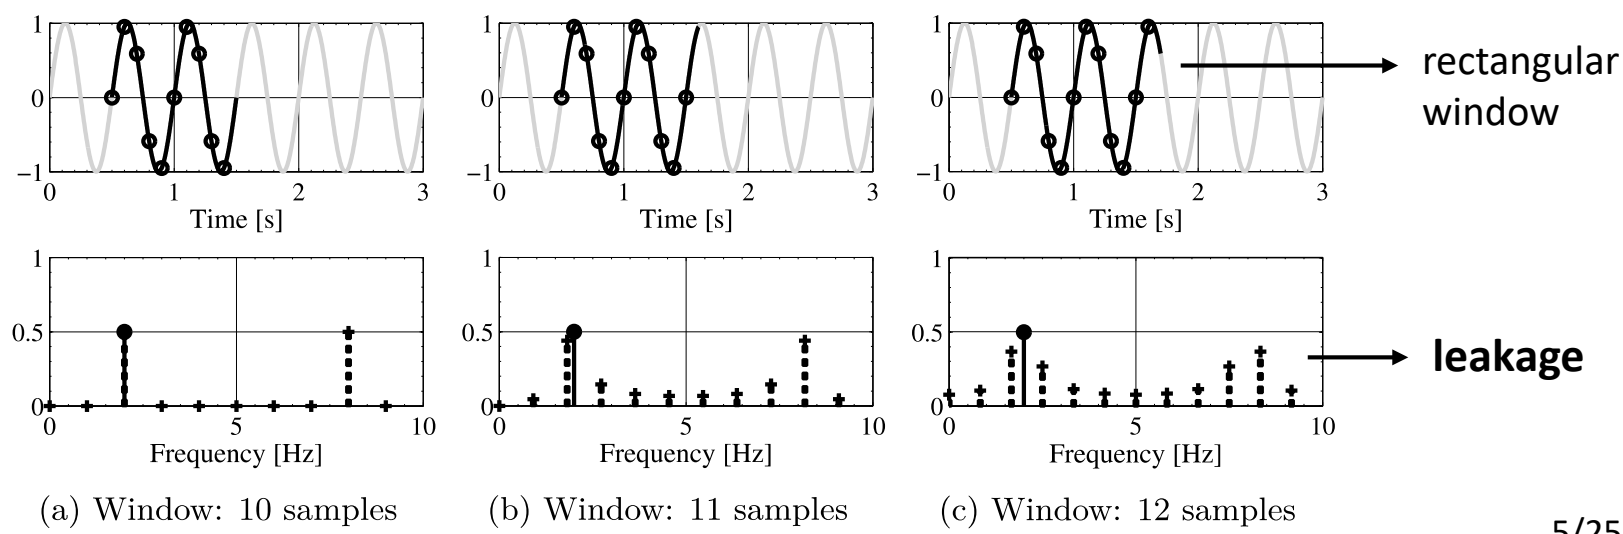 1
0
−1
0 1 2 3
Time [s]
1
0
−1
0 1 2 3
Time [s]
1
0
−1
0 1 2 3
Time [s]
rectangular
window
1
0.5
0
0 5 10
Frequency [Hz]
1
0.5
0
0 5 10
Frequency [Hz]
1
0.5
0
0 5 10
Frequency [Hz]
leakage
(a) Window: 10 samples
(b) Window: 11 samples
(c) Window: 12 samples
5/25